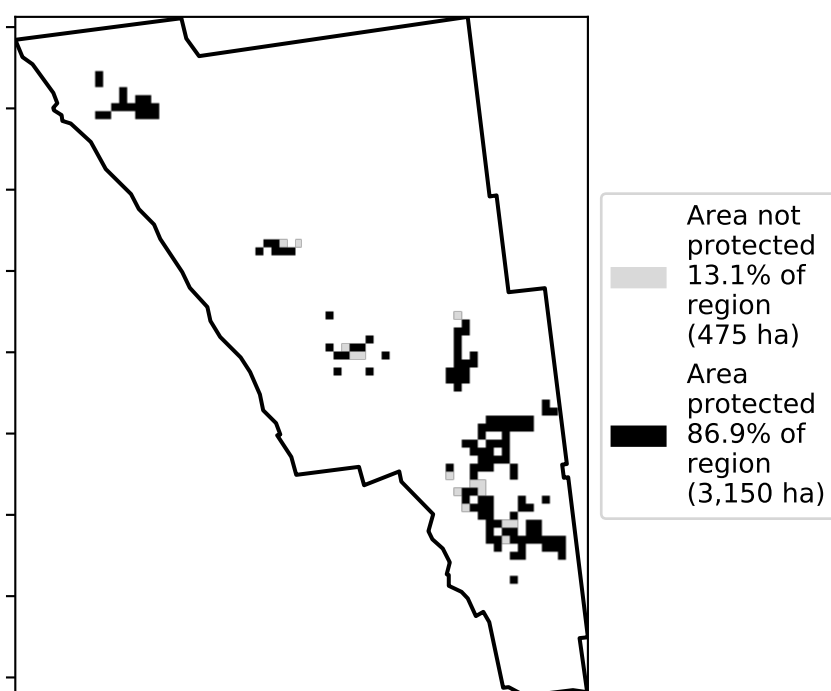 Area not
protected
13.1% of
region
(475 ha)
Area
protected
86.9% of
region
(3,150 ha)